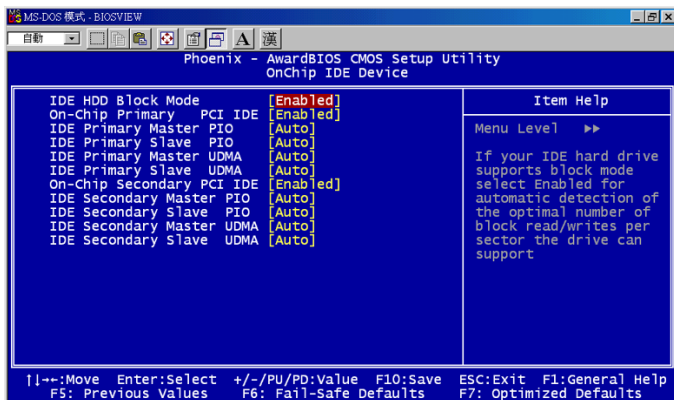 MS-DOS 模式 - BIOSVIEW
自動
A
漢
Phoenix - AwardBIOS CMOS Setup Utility
OnChip IDE Device
IDE HDD Block Mode [Enabled]
On-Chip Primary PCI IDE [Enabled]
IDE Primary Master PIO [Auto]
IDE Primary Slave PIO [Auto]
IDE Primary Master UDMA [Auto]
IDE Primary Slave UDMA [Auto]
On-Chip Secondary PCI IDE [Enabled]
IDE Secondary Master PIO [Auto]
IDE Secondary Slave PIO [Auto]
IDE Secondary Master UDMA [Auto]
IDE Secondary Slave UDMA [Auto]
Item Help
Menu Level ►►
If your IDE hard drive
supports block mode
select Enabled for
automatic detection of
the optimal number of
block read/writes per
sector the drive can
support
↑↓→←:Move Enter:Select +/-/PU/PD:Value F10:Save ESC:Exit F1:General Help
F5: Previous Values F6: Fail-Safe Defaults F7: Optimized Defaults